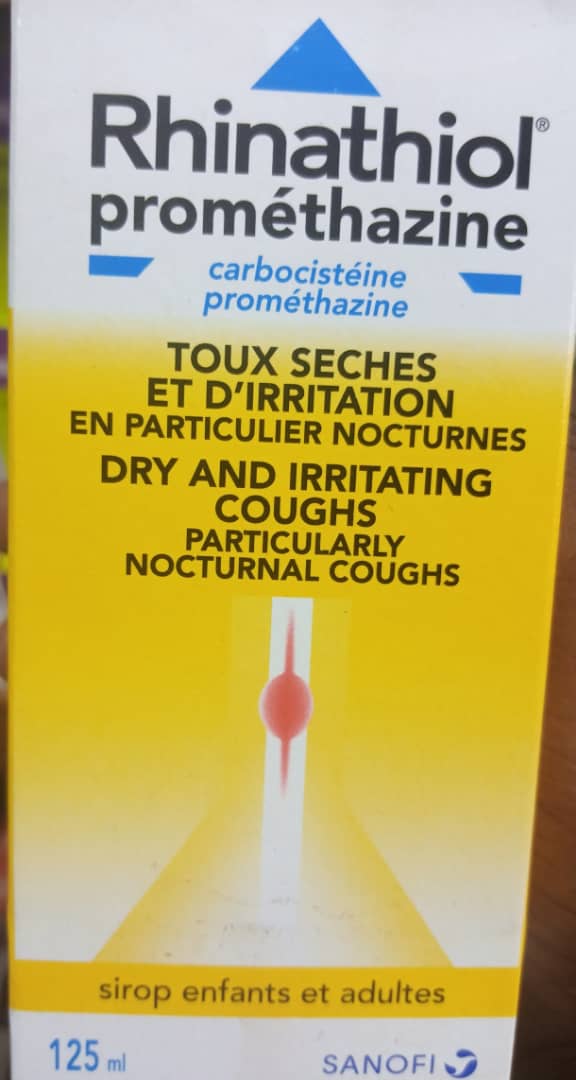 Rhinathiol®
prométhazine
carbocistéine
prométhazine
TOUX SECHES
ET D'IRRITATION
EN PARTICULIER NOCTURNES
DRY AND IRRITATING
COUGHS
PARTICULARLY
NOCTURNAL COUGHS
sirop enfants et adultes
125 ml
SANOFI